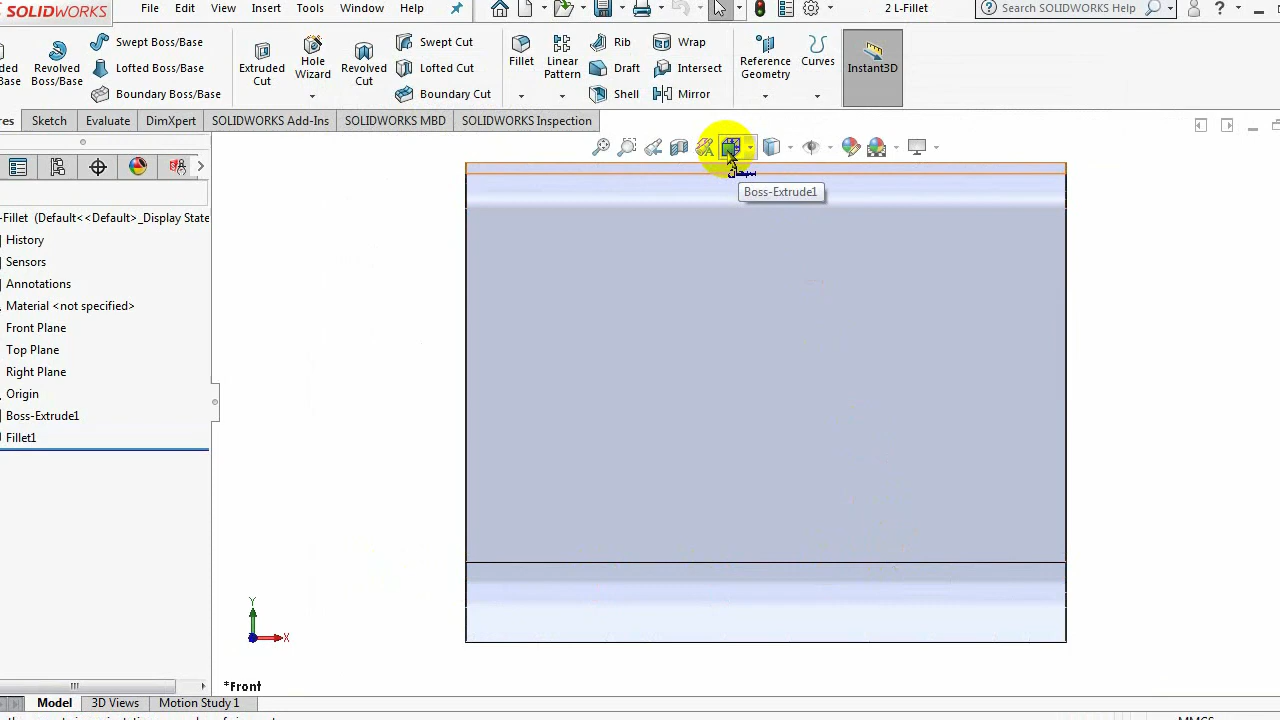 SOLIDWORKS File Edit View Insert Tools Window Help 2 L-Fillet Search SOLIDWORKS Help ?
Revolved Boss/Base
Swept Boss/Base
Lofted Boss/Base
Boundary Boss/Base
Extruded Cut
Hole Wizard
Revolved Cut
Swept Cut
Lofted Cut
Boundary Cut
Fillet
Linear Pattern
Rib
Draft
Shell
Wrap
Intersect
Mirror
Reference Geometry
Curves
Instant3D
res Sketch Evaluate DimXpert SOLIDWORKS Add-Ins SOLIDWORKS MBD SOLIDWORKS Inspection
Boss-Extrude1
-Fillet (Default<<Default>_Display State
History
Sensors
Annotations
Material <not specified>
Front Plane
Top Plane
Right Plane
Origin
Boss-Extrude1
Fillet1
Y
X
*Front
Model 3D Views Motion Study 1